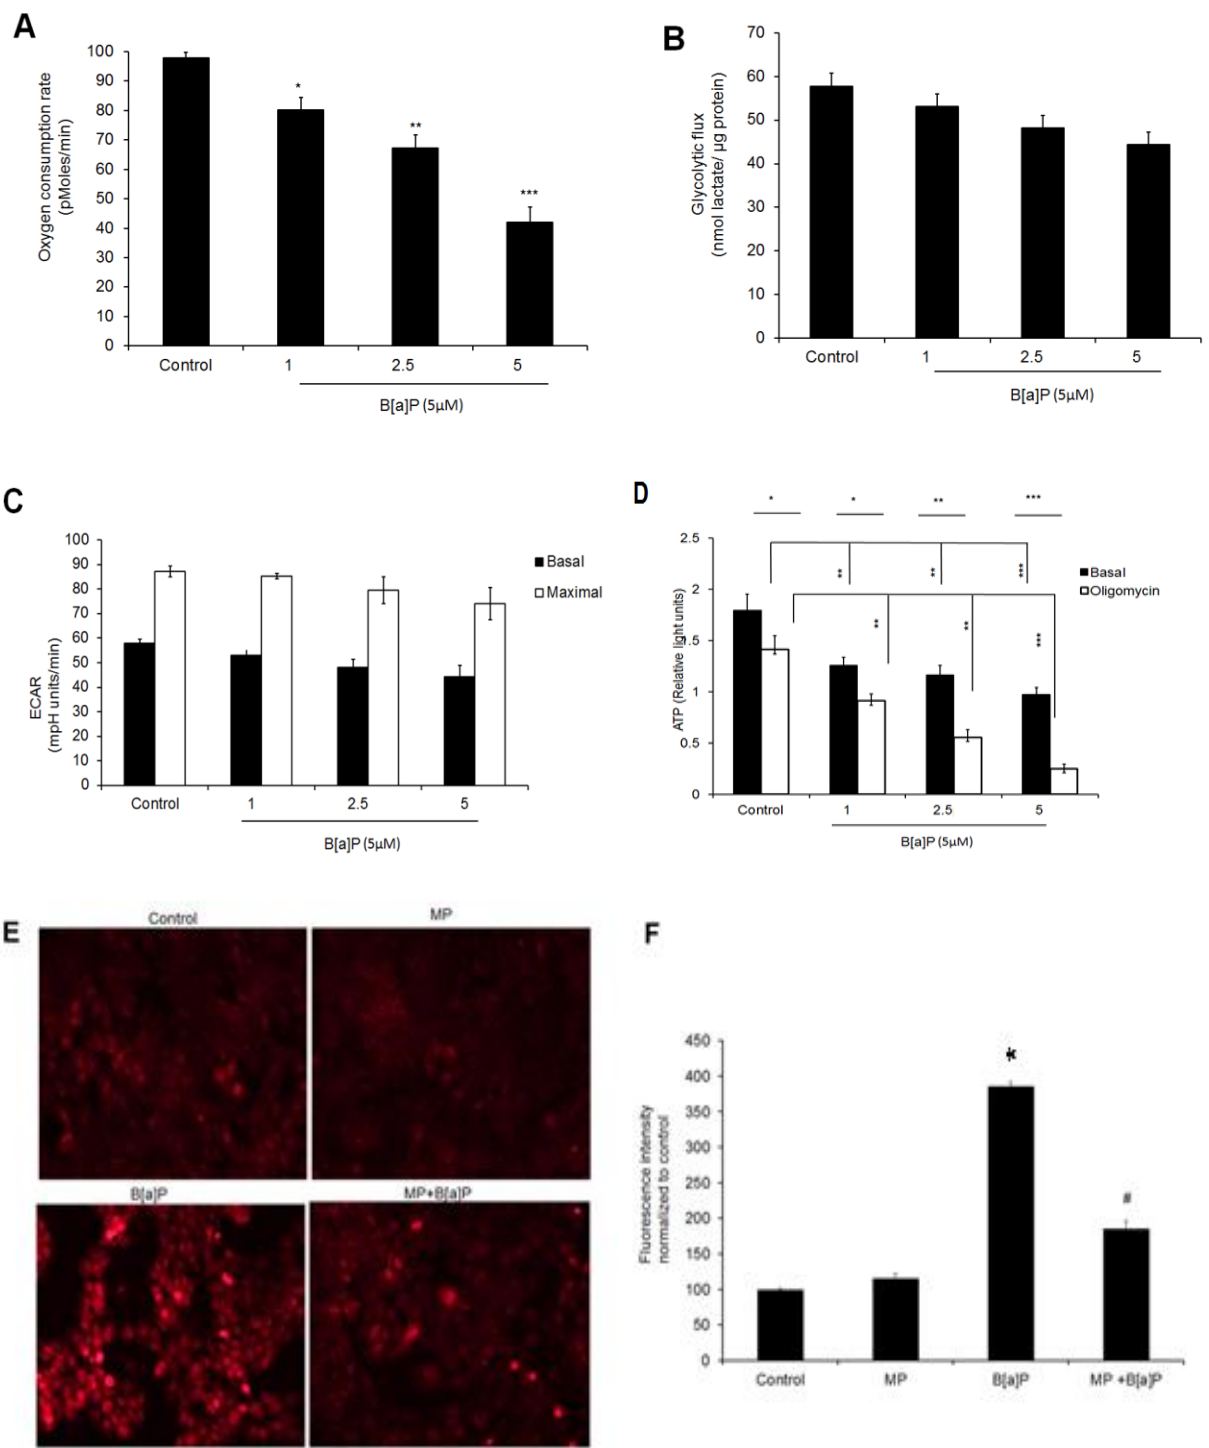 A
Oxygen consumption rate
(pMoles/min)
100
90
80
70
60
50
40
30
20
10
0
*
**
***
Control
1
2.5
5
B[a]P (5µM)
B
Glycolytic flux
(nmol lactate/ µg protein)
70
60
50
40
30
20
10
0
Control
1
2.5
5
B[a]P (5µM)
C
ECAR
(mpH units/min)
100
90
80
70
60
50
40
30
20
10
0
Basal
Maximal
Control
1
2.5
5
B[a]P (5µM)
D
*
*
**
***
ATP (Relative light units)
2.5
2
1.5
1
0.5
0
**
**
***
**
**
***
Basal
Oligomycin
Control
1
2.5
5
B[a]P (5µM)
E
Control
MP
B[a]P
MP+B[a]P
F
Fluorescence intensity
normalized to control
450
400
350
300
250
200
150
100
50
0
*
#
Control
MP
B[a]P
MP +B[a]P